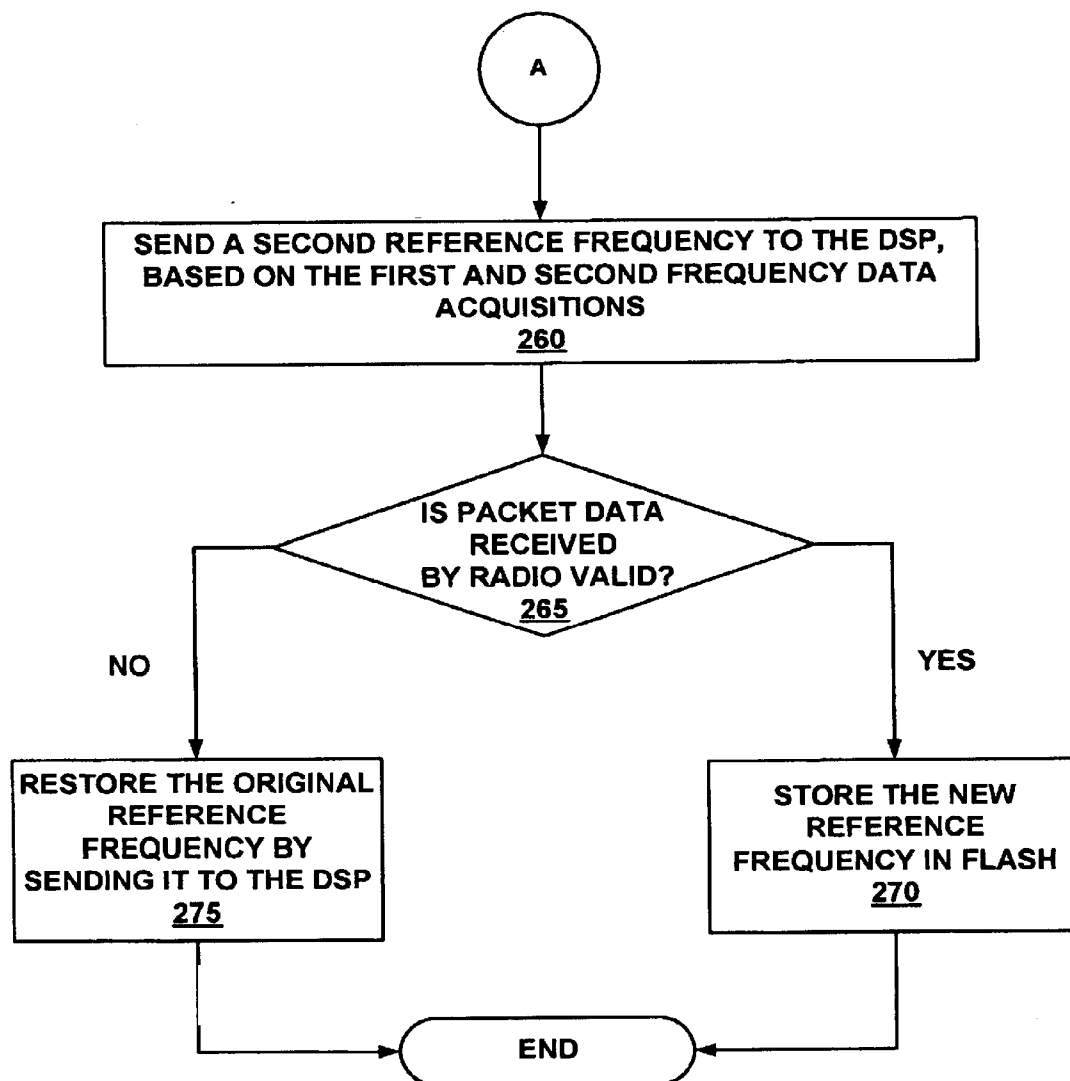 A
SEND A SECOND REFERENCE FREQUENCY TO THE DSP,
BASED ON THE FIRST AND SECOND FREQUENCY DATA
ACQUISITIONS
260
IS PACKET DATA
RECEIVED
BY RADIO VALID?
265
NO
YES
RESTORE THE ORIGINAL
REFERENCE
FREQUENCY BY
SENDING IT TO THE DSP
275
STORE THE NEW
REFERENCE
FREQUENCY IN FLASH
270
END